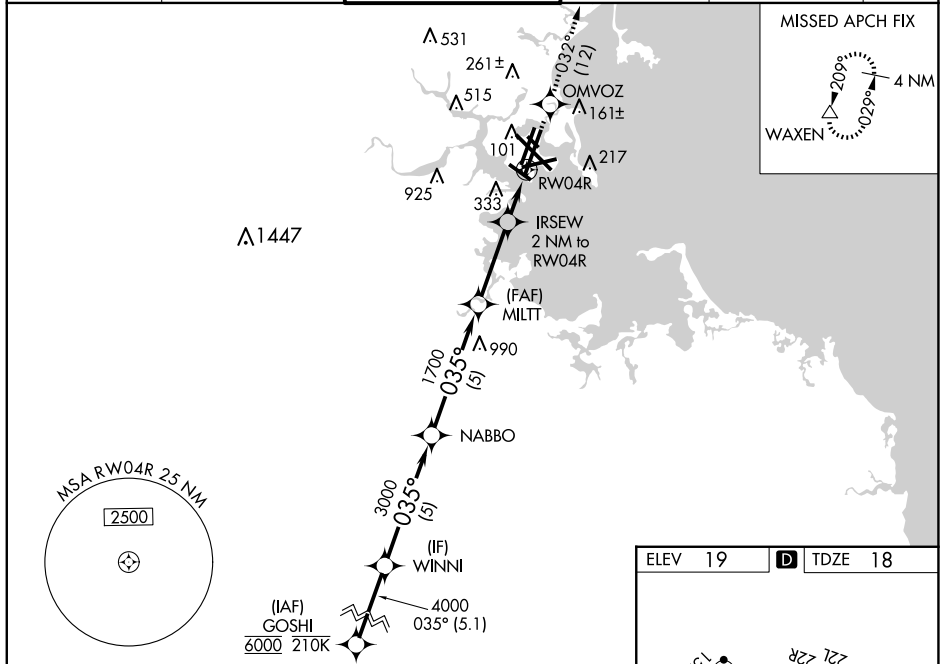 MISSED APCH FIX
209°
029°
4 NM
WAXEN
531
261±
515
032°
(12)
OMVOZ
161±
101
217
925
333
RW04R
1447
IRSEW
2 NM to
RW04R
(FAF)
MILTT
990
1700
035°
(5)
NABBO
MSA RW04R 25 NM
2500
3000
035°
(5)
(IF)
WINNI
4000
035° (5.1)
(IAF)
GOSHI
6000 210K
ELEV 19 D TDZE 18
22R
22L